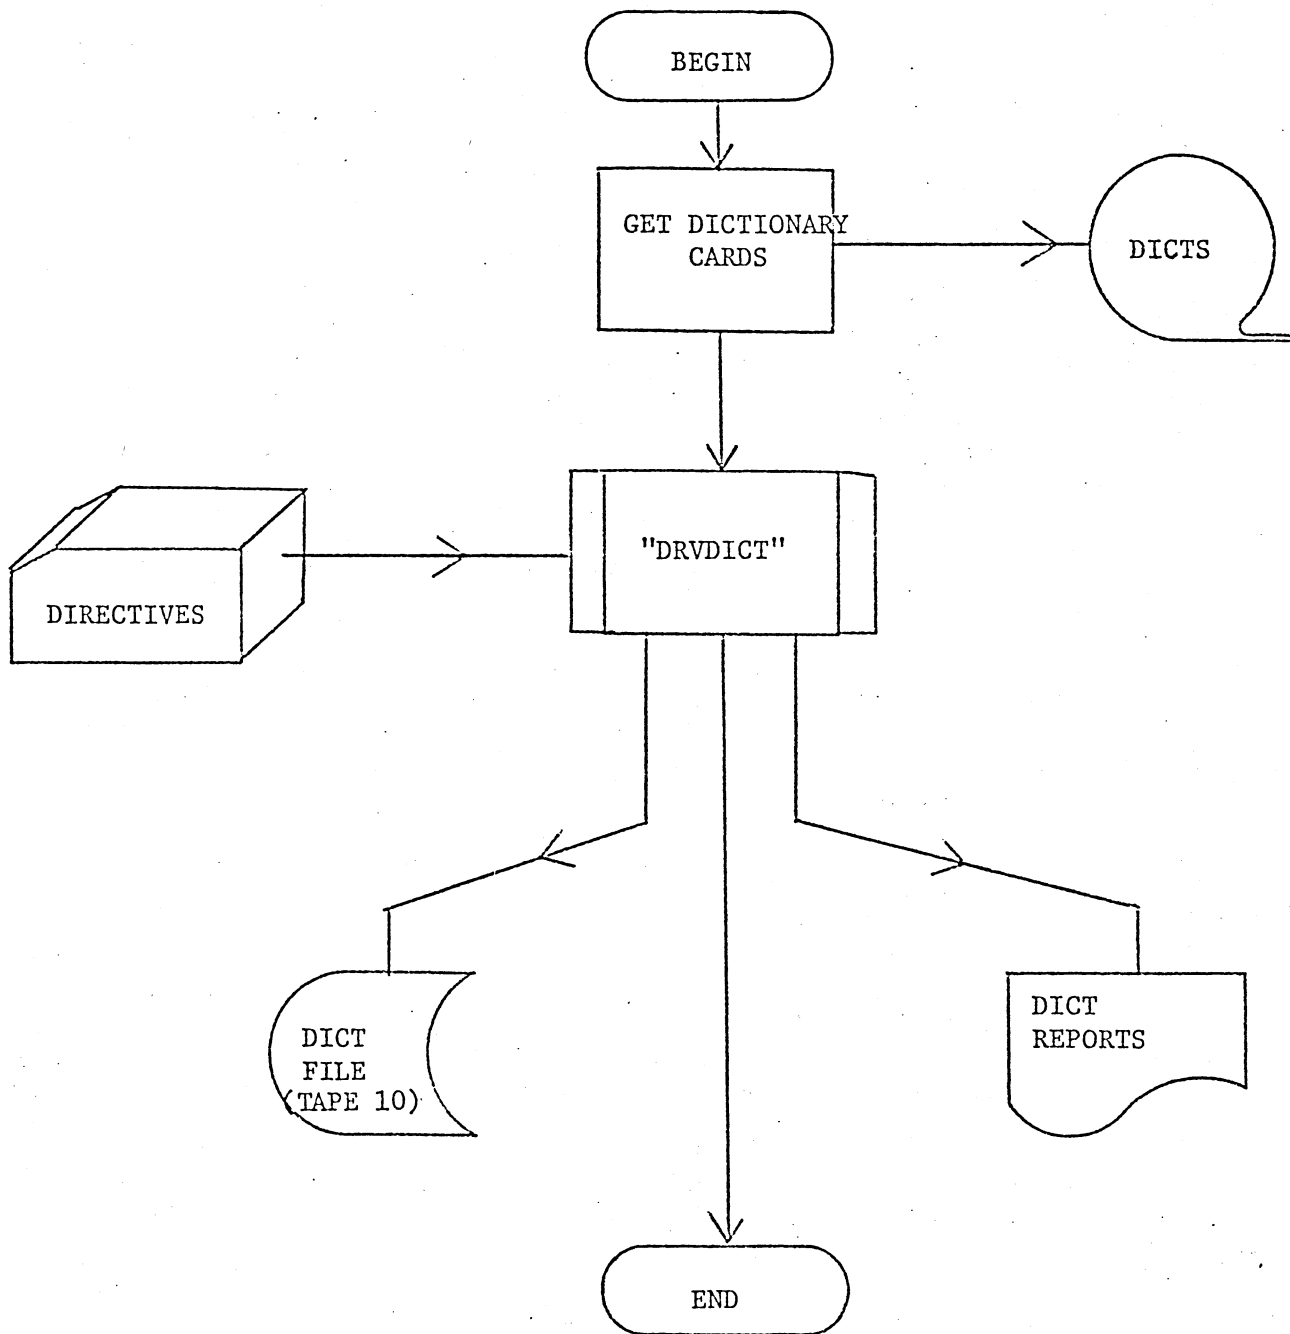 BEGIN
GET DICTIONARY
CARDS
DICTS
"DRVDICT"
DIRECTIVES
DICT
FILE
(TAPE 10)
DICT
REPORTS
END